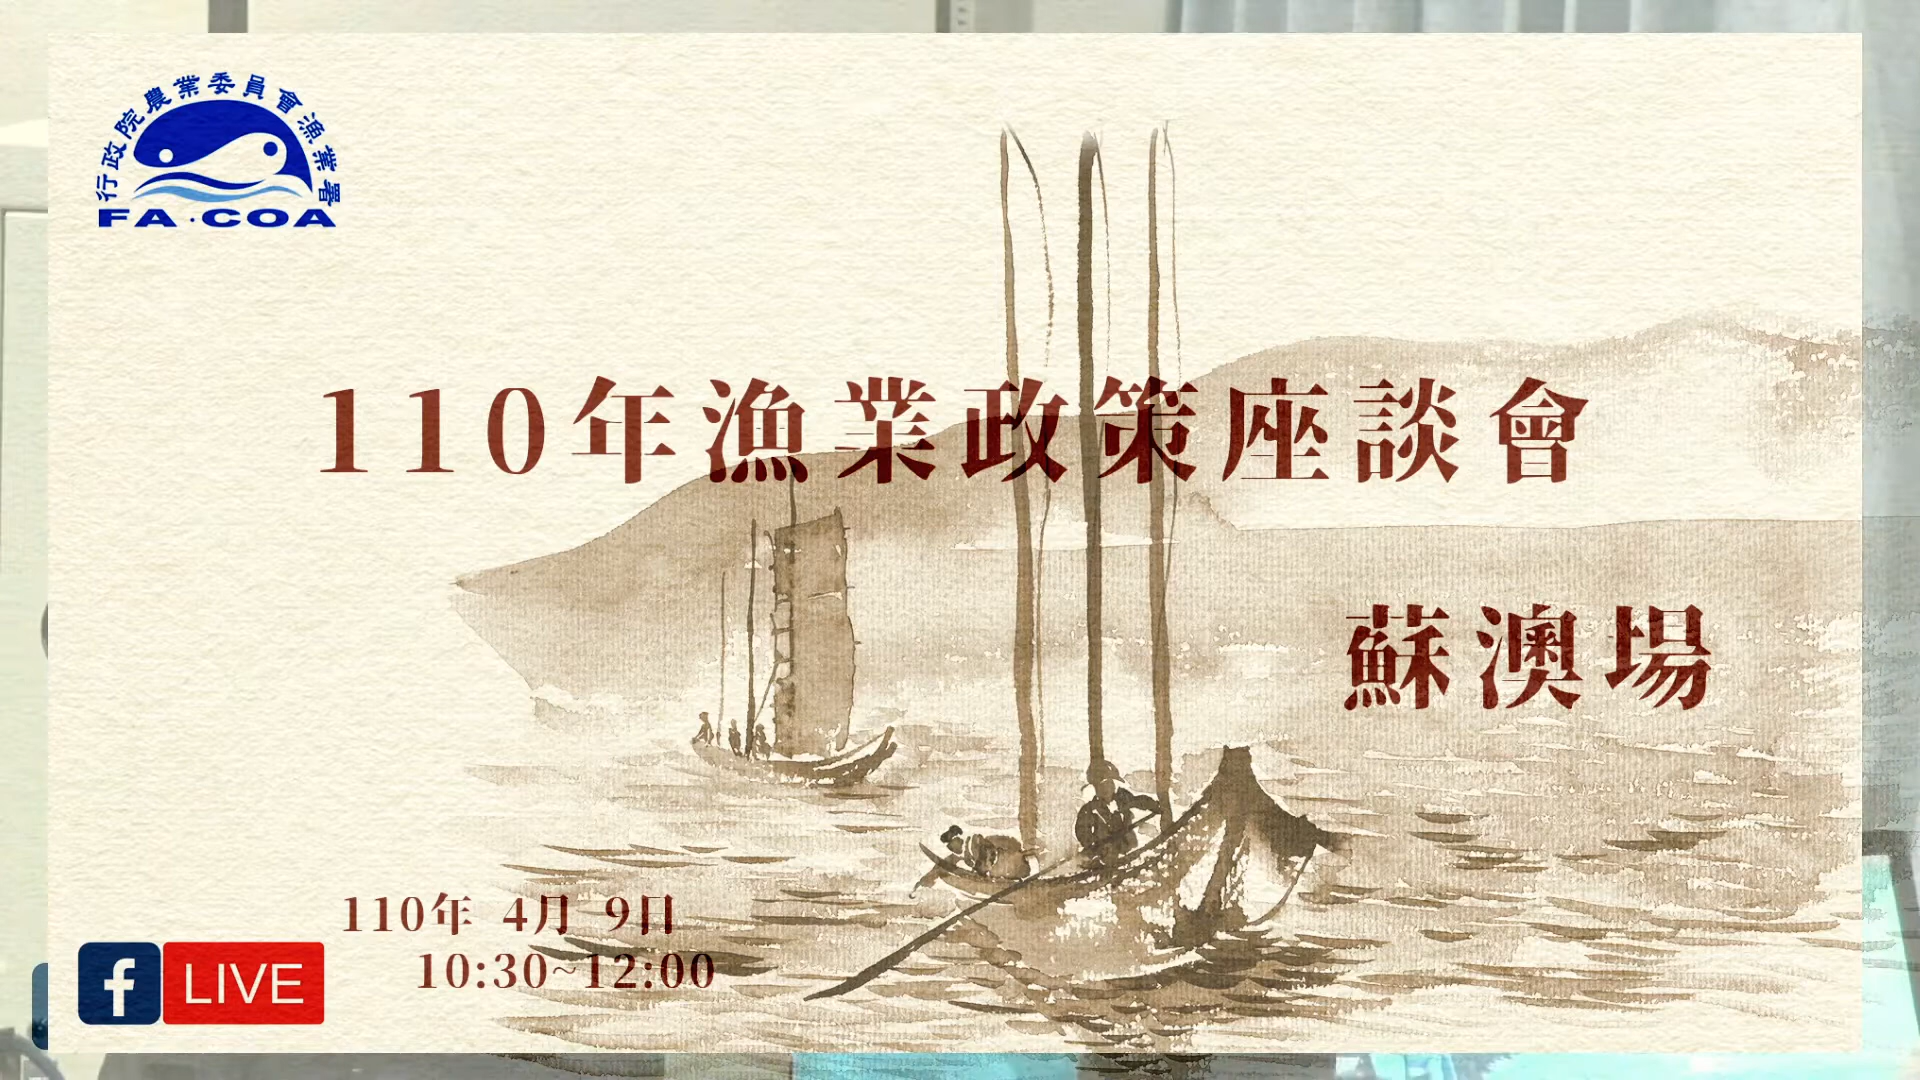 行政院農業委員會漁業署
FA·COA
110年漁業政策座談會
蘇澳場
110年 4月 9日
10:30~12:00
f LIVE